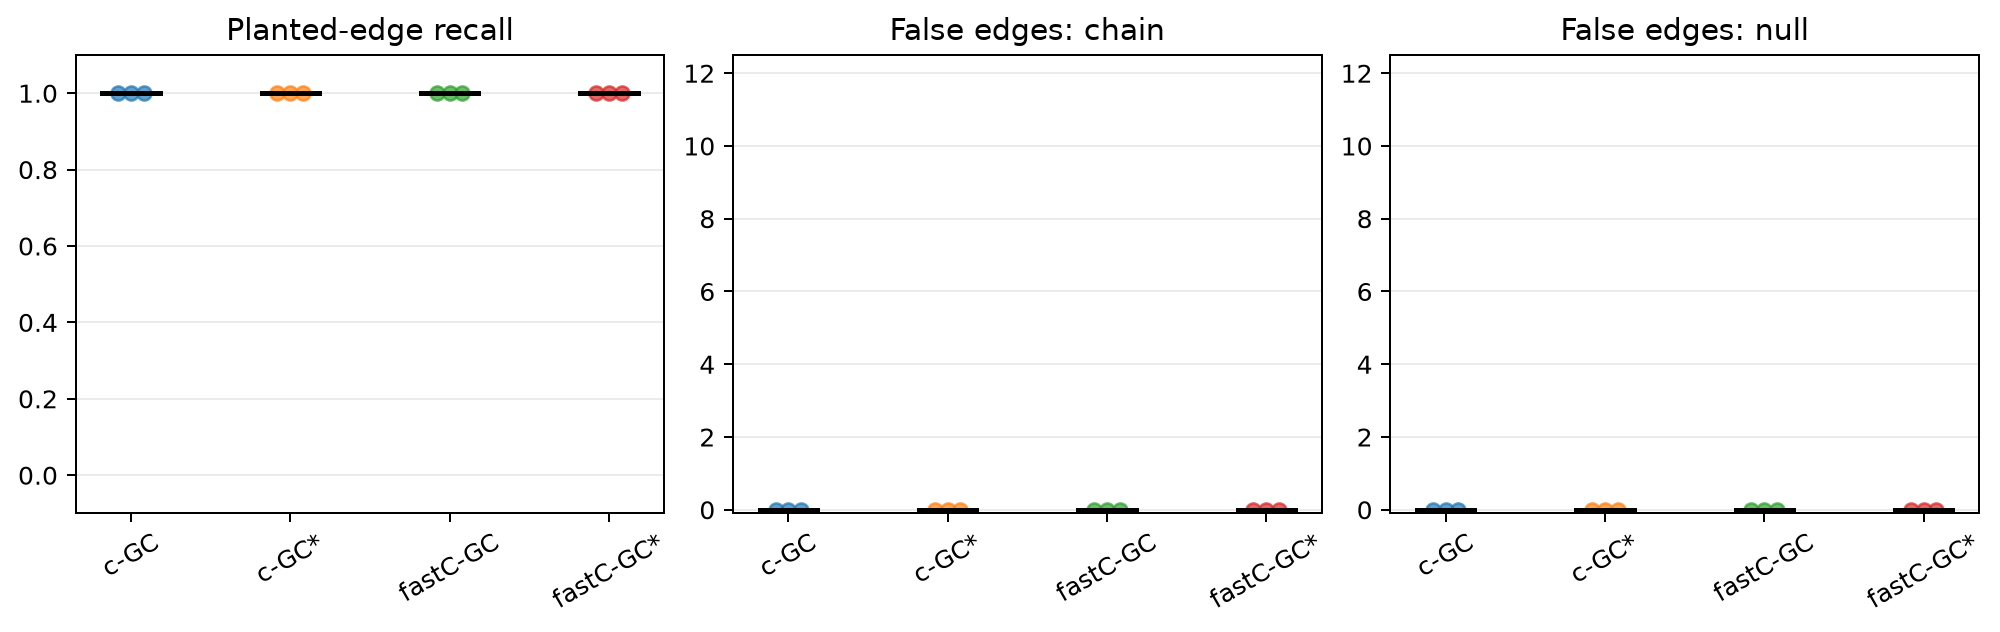 Planted-edge recall
1.0
0.8
0.6
0.4
0.2
0.0
c-GC
c-GC*
fastC-GC
fastC-GC*
False edges: chain
12
10
8
6
4
2
0
c-GC
c-GC*
fastC-GC
fastC-GC*
False edges: null
12
10
8
6
4
2
0
c-GC
c-GC*
fastC-GC
fastC-GC*